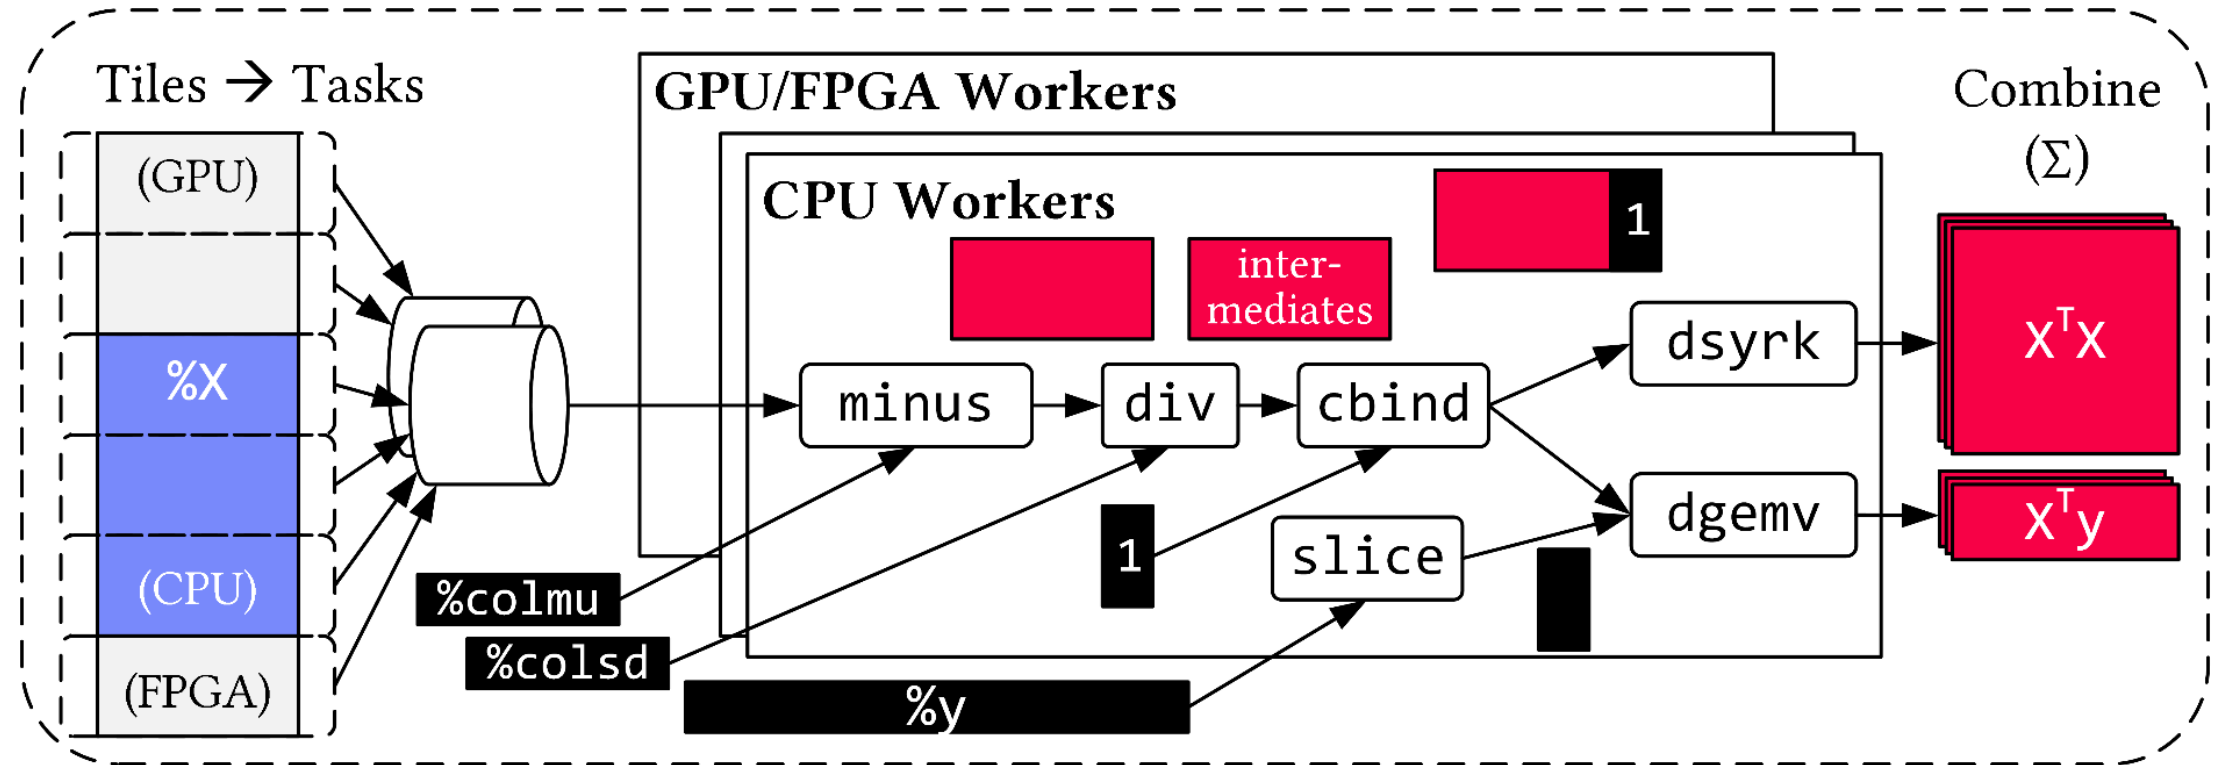 Tiles → Tasks
(GPU)
%X
(CPU)
(FPGA)
GPU/FPGA Workers
CPU Workers
inter-
mediates
1
minus
div
cbind
dsyrk
dgemv
slice
1
%colmu
%colsd
%y
Combine
(Σ)
XᵀX
Xᵀy